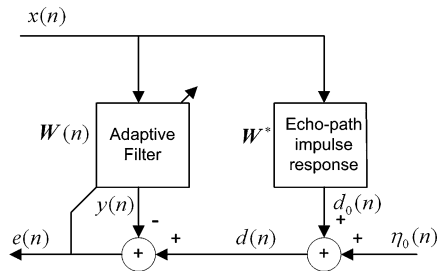 x(n)
W(n)
Adaptive
Filter
W*
Echo-path
impulse
response
y(n)
d₀(n)
-
+
+
+
η₀(n)
e(n)
+
d(n)
+